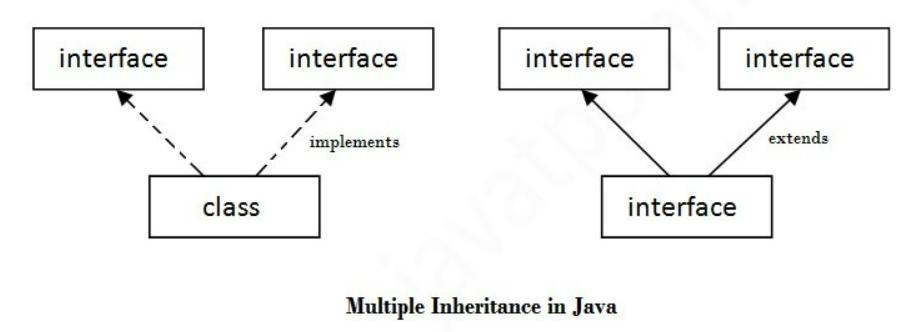 interface interface interface interface
implements extends
class interface
Multiple Inheritance in Java